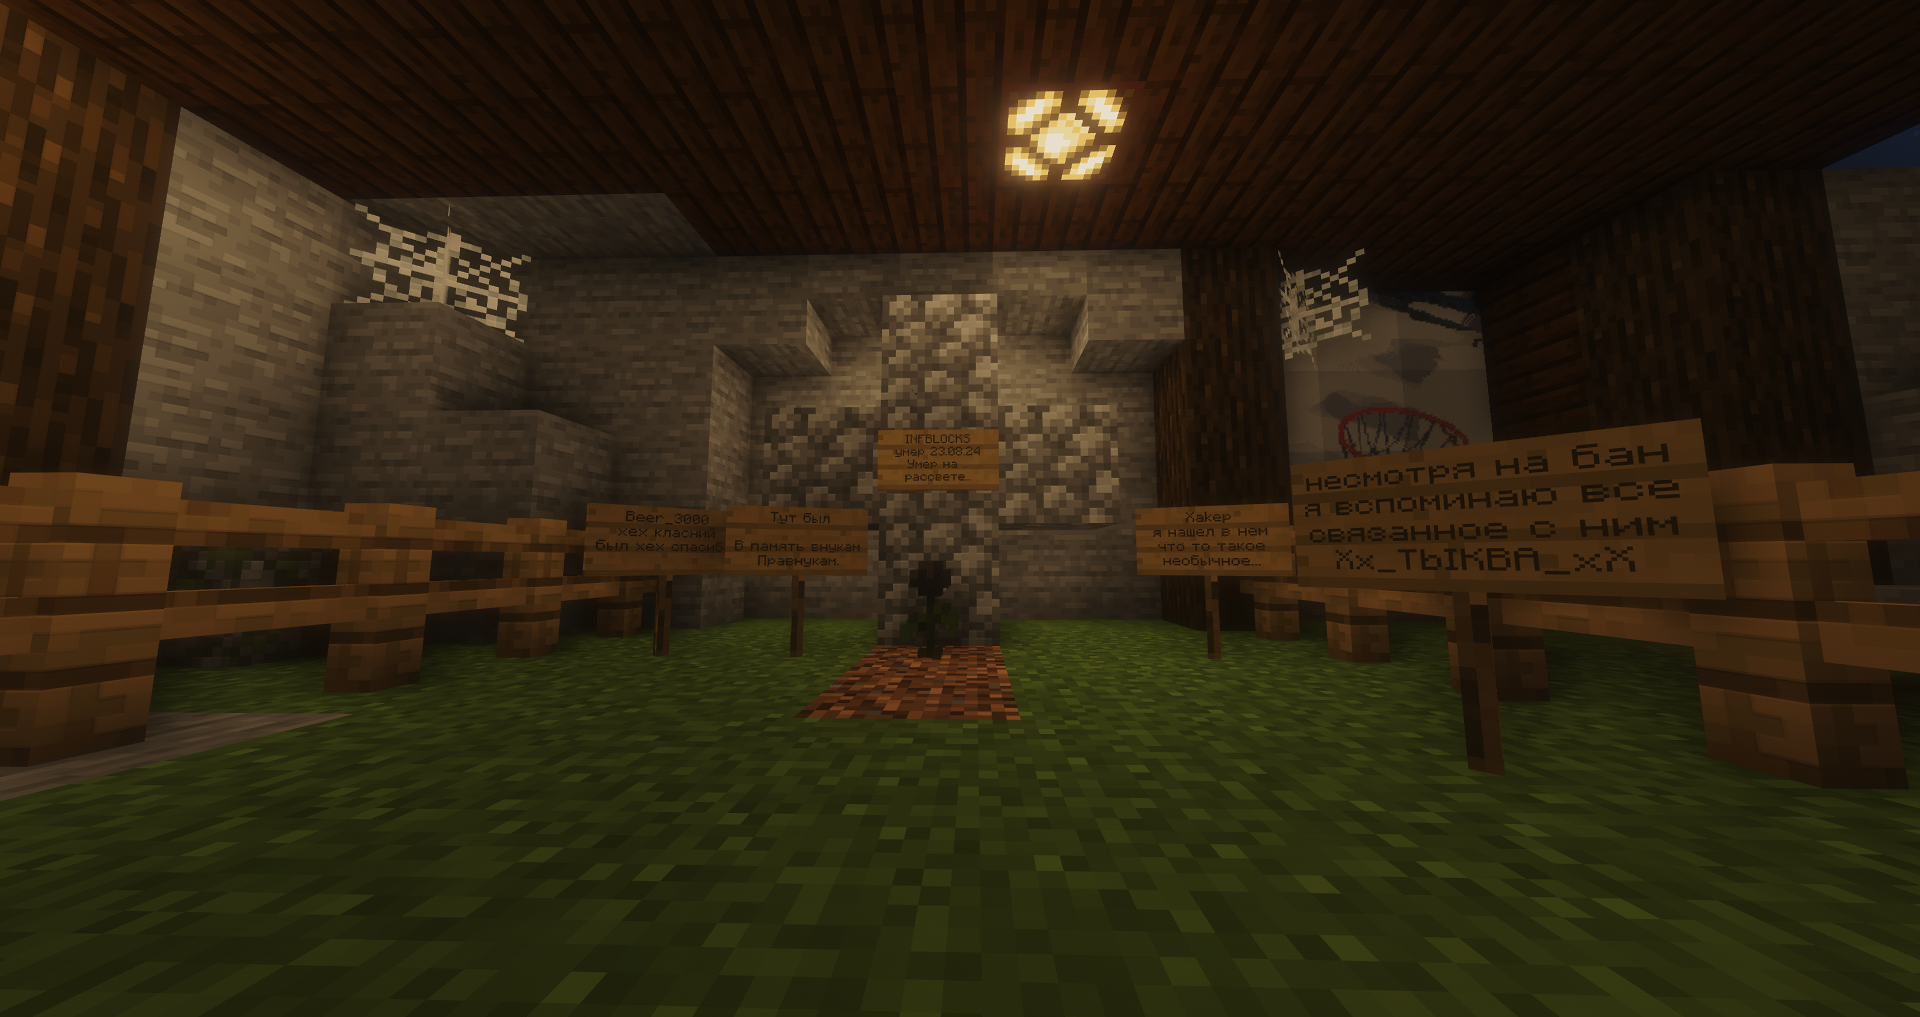 INFBLOCKS
умер 23.08.24
Умер на
рассвете..
Beer_3000
хех класний
был хех спасиб
Тут был
В память внукам
Правнукам.
Хакер
я нашел в нем
что то такое
необычное...
несмотря на бан
я вспоминаю все
связанное с ним
Xx_ТЫКВА_xX